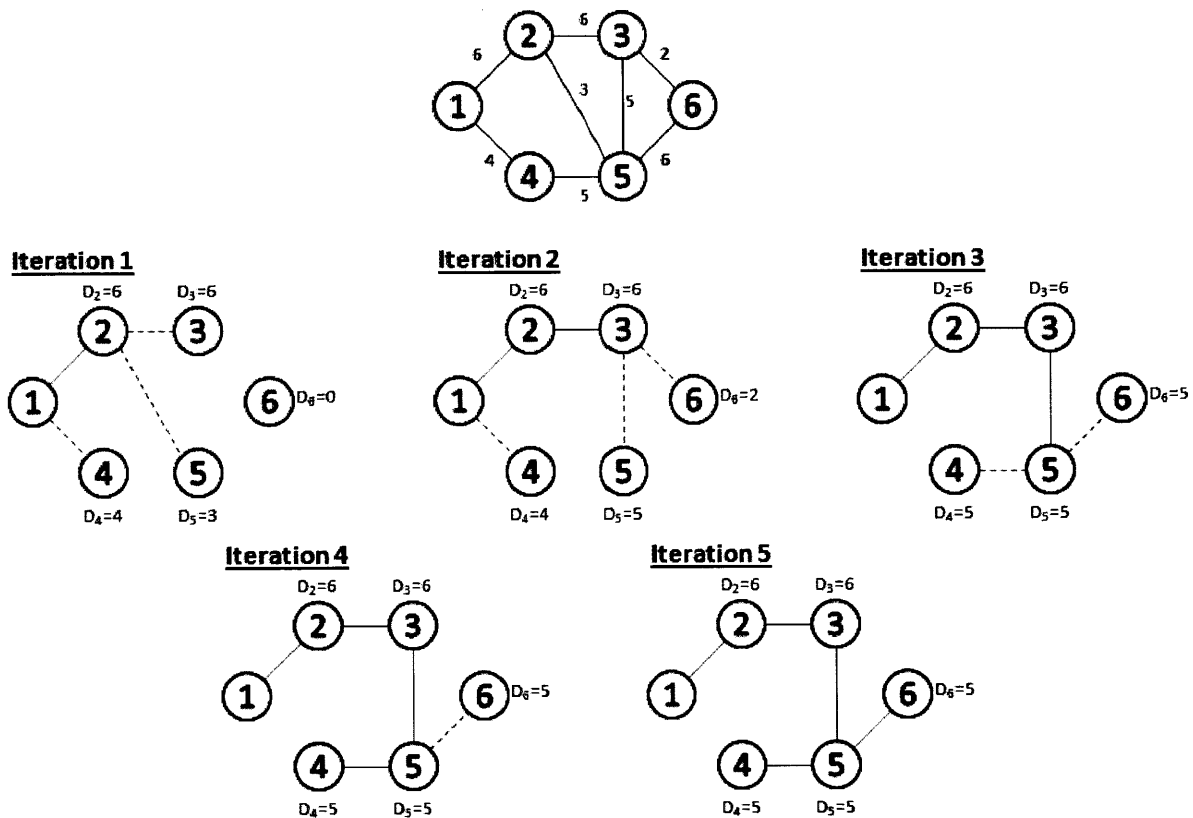 6
2 3
6 2
3
1 5 6
4 6
4 5
5
Iteration 1
D₂=6 D₃=6
2 3
1 6 D₆=0
4 5
D₄=4 D₅=3
Iteration 2
D₂=6 D₃=6
2 3
1 6 D₆=2
4 5
D₄=4 D₅=5
Iteration 3
D₂=6 D₃=6
2 3
1 6 D₆=5
4 5
D₄=5 D₅=5
Iteration 4
D₂=6 D₃=6
2 3
1 6 D₆=5
4 5
D₄=5 D₅=5
Iteration 5
D₂=6 D₃=6
2 3
1 6 D₆=5
4 5
D₄=5 D₅=5